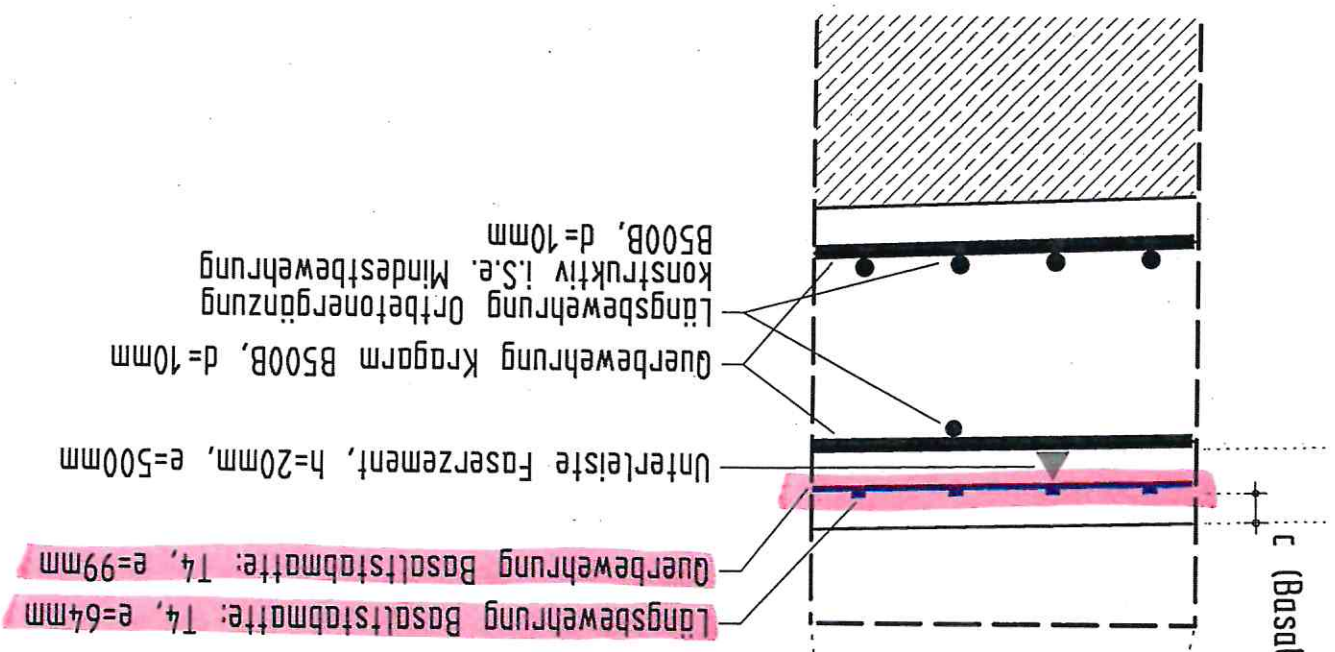 Längsbewehrung Basaltstabmatte: T4, e=64mm
Querbewehrung Basaltstabmatte: T4, e=99mm
Unterleiste Faserzement, h=20mm, e=500mm
Querbewehrung Kragarm B500B, d=10mm
Längsbewehrung Ortbetonergänzung
konstruktiv i.S.e. Mindestbewehrung
B500B, d=10mm
c (Basal